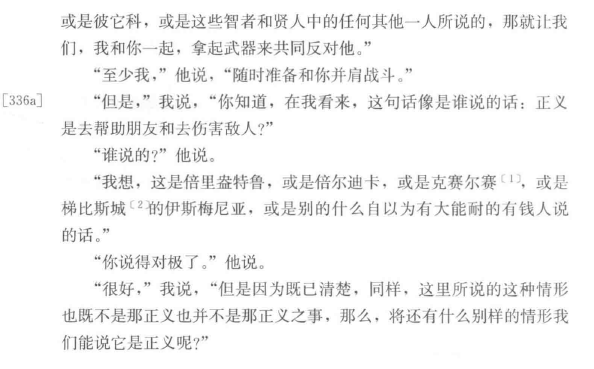 或是彼它科，或是这些智者和贤人中的任何其他一人所说的，那就让我
们，我和你一起，拿起武器来共同反对他。”
“至少我，”他说，“随时准备和你并肩战斗。”
[336a] “但是，”我说，“你知道，在我看来，这句话像是谁说的话：正义
是去帮助朋友和去伤害敌人？”
“谁说的？”他说。
“我想，这是倍里盎特鲁，或是倍尔迪卡，或是克赛尔赛〔1〕，或是
梯比斯城〔2〕的伊斯梅尼亚，或是别的什么自以为有大能耐的有钱人说
的话。”
“你说得对极了。”他说。
“很好，”我说，“但是因为既已清楚，同样，这里所说的这种情形
也既不是那正义也并不是那正义之事，那么，将还有什么别样的情形我
们能说它是正义呢？”